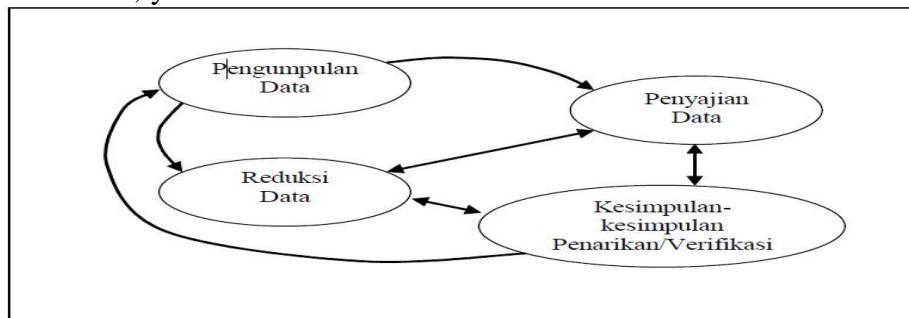 Pengumpulan
Data
Penyajian
Data
Reduksi
Data
Kesimpulan-
kesimpulan
Penarikan/Verifikasi